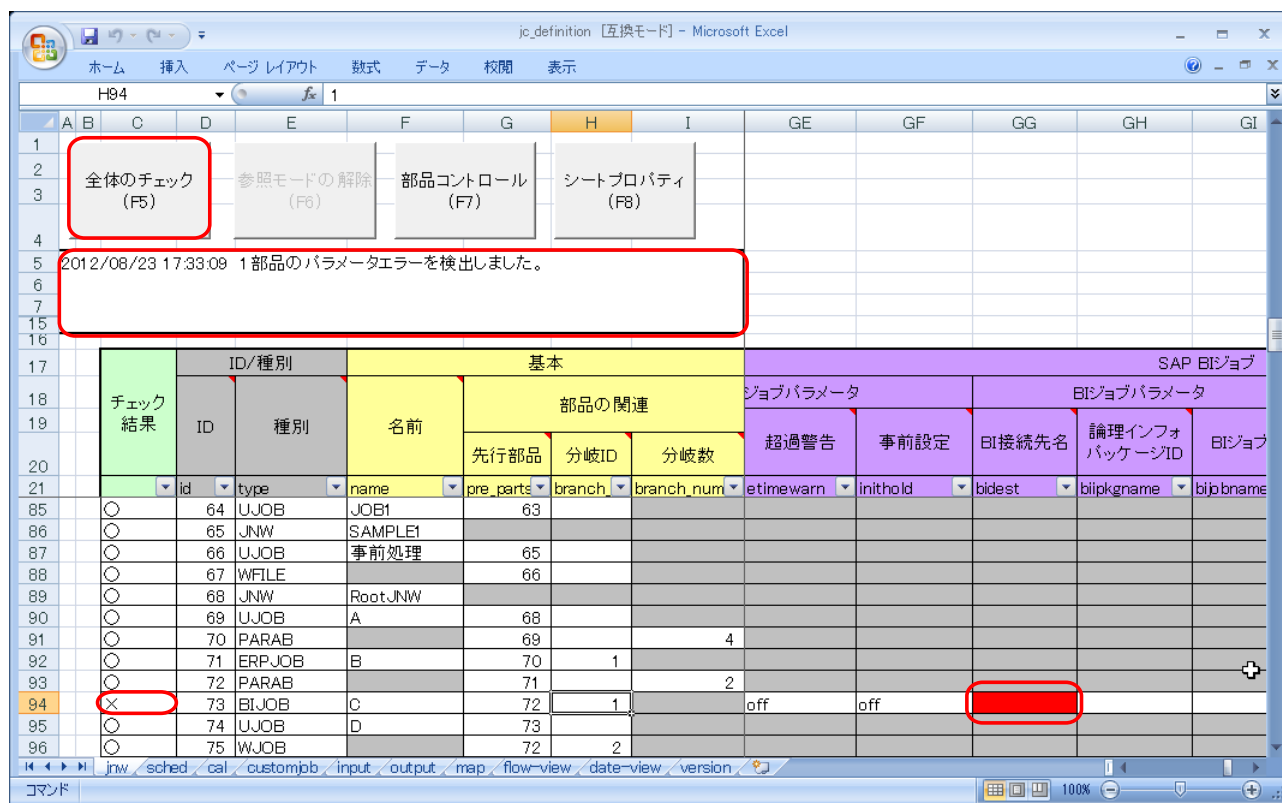 jc_definition [互換モード] - Microsoft Excel
ホーム 挿入 ページ レイアウト 数式 データ 校閲 表示
H94 fx 1
A B C D E F G H I GE GF GG GH GI
1
2
3
4
全体のチェック
(F5)
参照モードの解除
(F6)
部品コントロール
(F7)
シートプロパティ
(F8)
5 2012/08/23 17:33:09 1部品のパラメータエラーを検出しました。
6
7
15
16
17 ID/種別 基本 SAP BIジョブ
18 チェック結果 ID 種別 名前 部品の関連 ジョブパラメータ BIジョブパラメータ
19
20 先行部品 分岐ID 分岐数 超過警告 事前設定 BI接続先名 論理インフォパッケージID BIジョブ
21 id type name pre_parts branch_ branch_num etimewarn inithold bidest biipkgname bijobname
85 ○ 64 UJOB JOB1 63
86 ○ 65 JNW SAMPLE1
87 ○ 66 UJOB 事前処理 65
88 ○ 67 WFILE 66
89 ○ 68 JNW RootJNW
90 ○ 69 UJOB A 68
91 ○ 70 PARAB 69 4
92 ○ 71 ERPJOB B 70 1
93 ○ 72 PARAB 71 2
94 × 73 BIJOB C 72 1 off off
95 ○ 74 UJOB D 73
96 ○ 75 WJOB 72 2
jnw sched cal customjob input output map flow-view date-view version
コマンド 100%